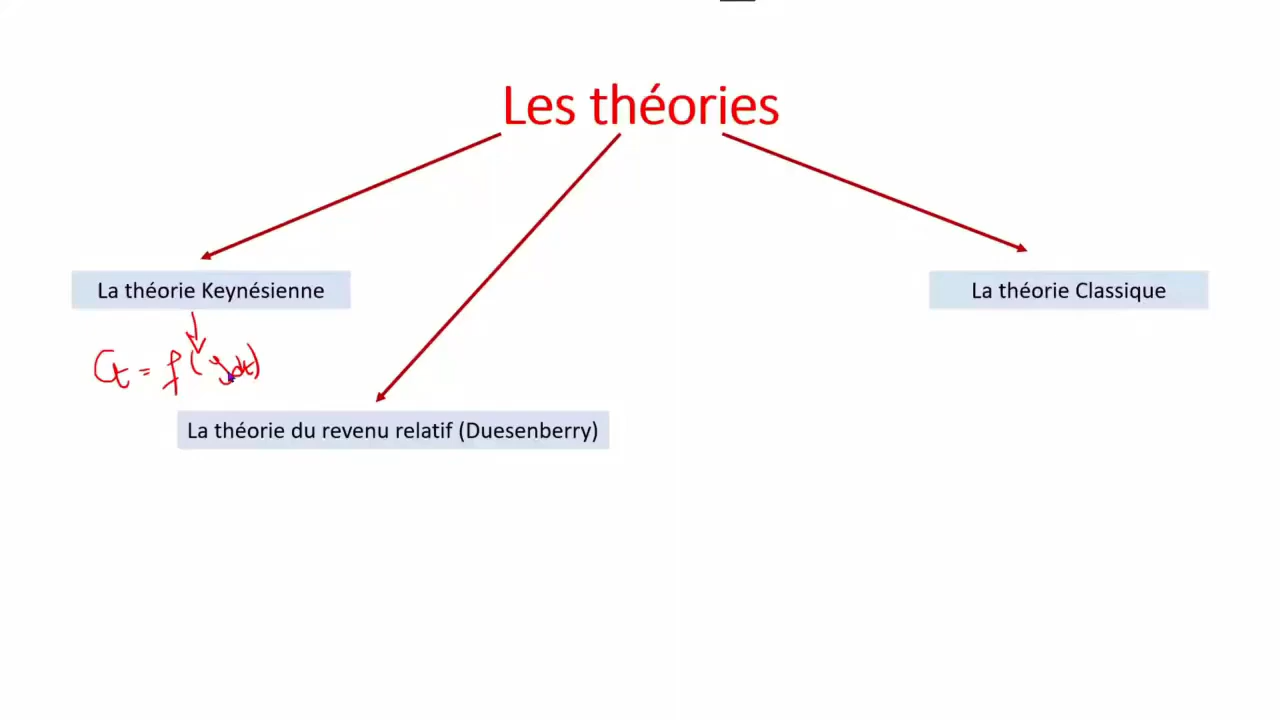 Les théories
La théorie Keynésienne
La théorie Classique
Ct = f(ydt)
La théorie du revenu relatif (Duesenberry)